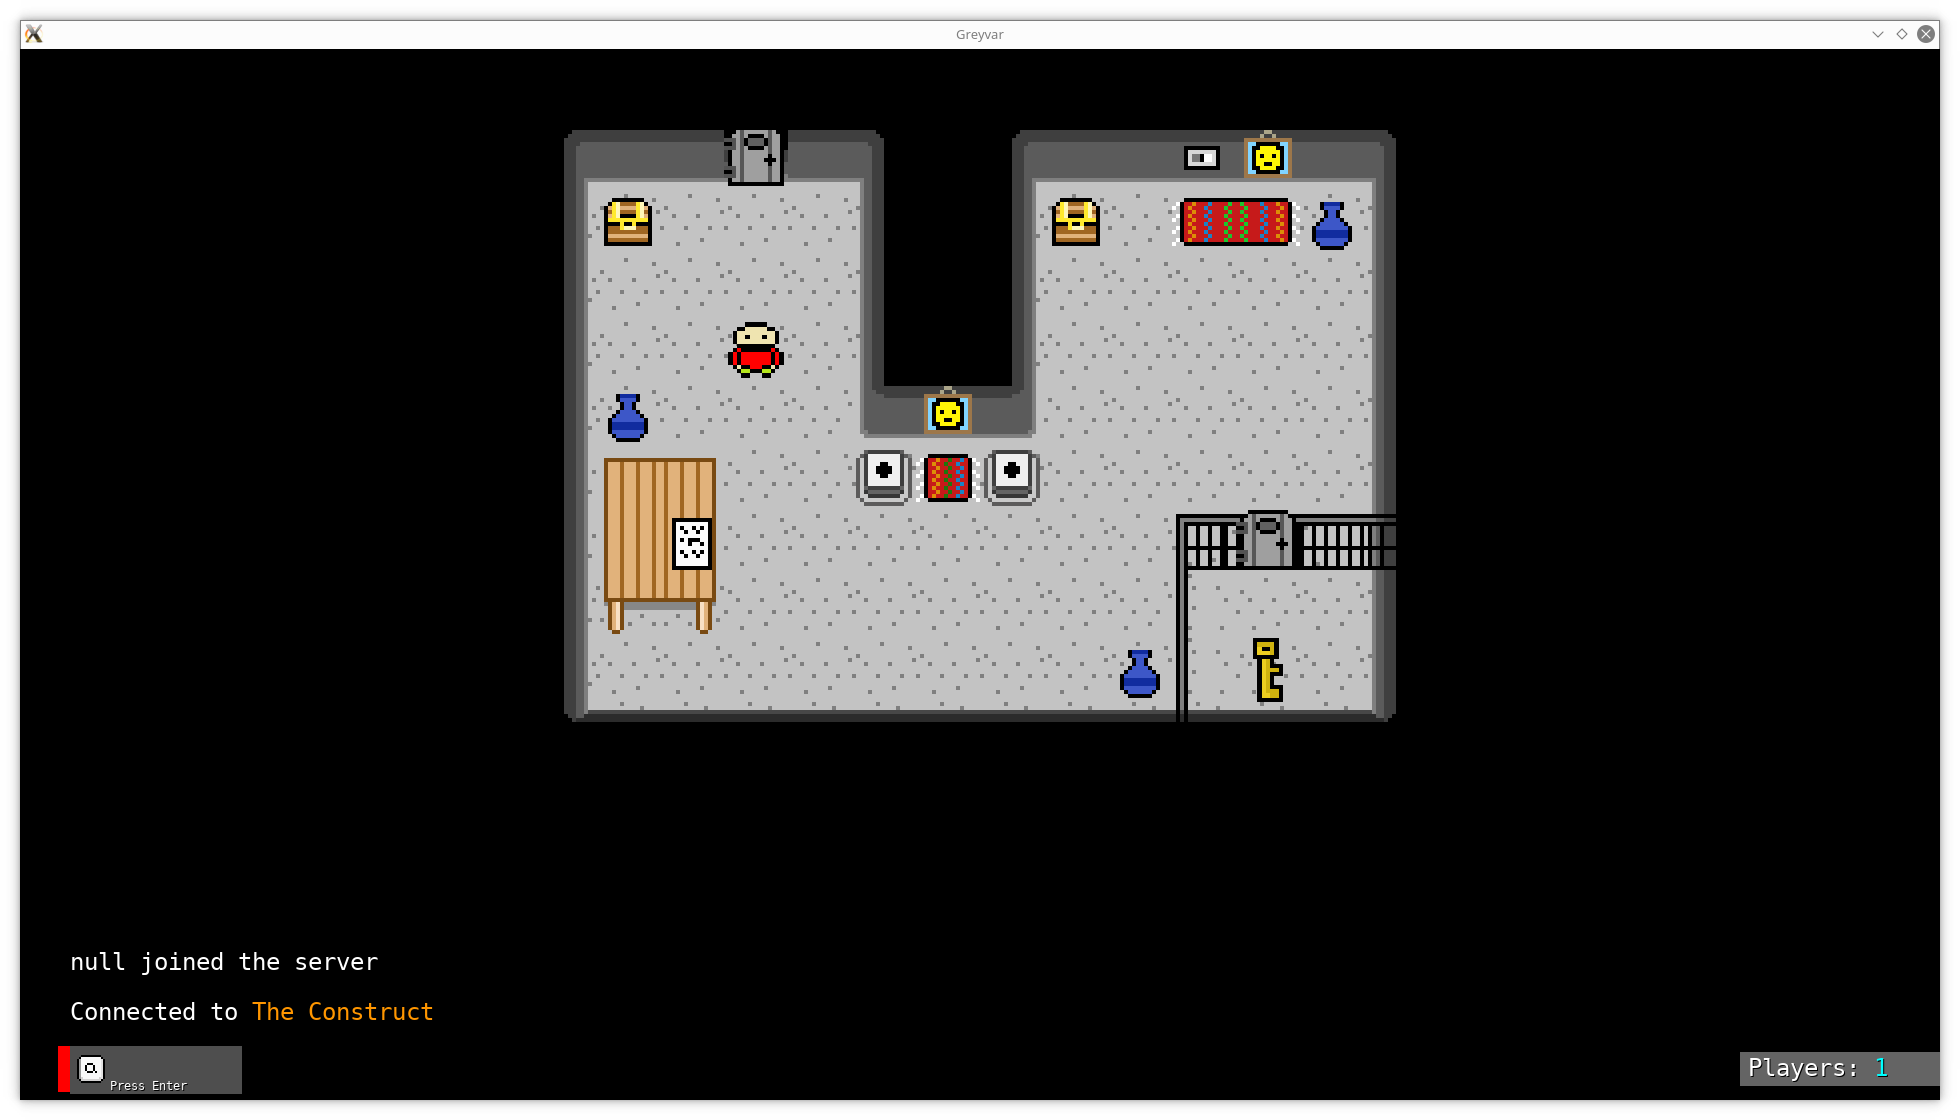 Greyvar
null joined the server
Connected to The Construct
Press Enter
Players: 1